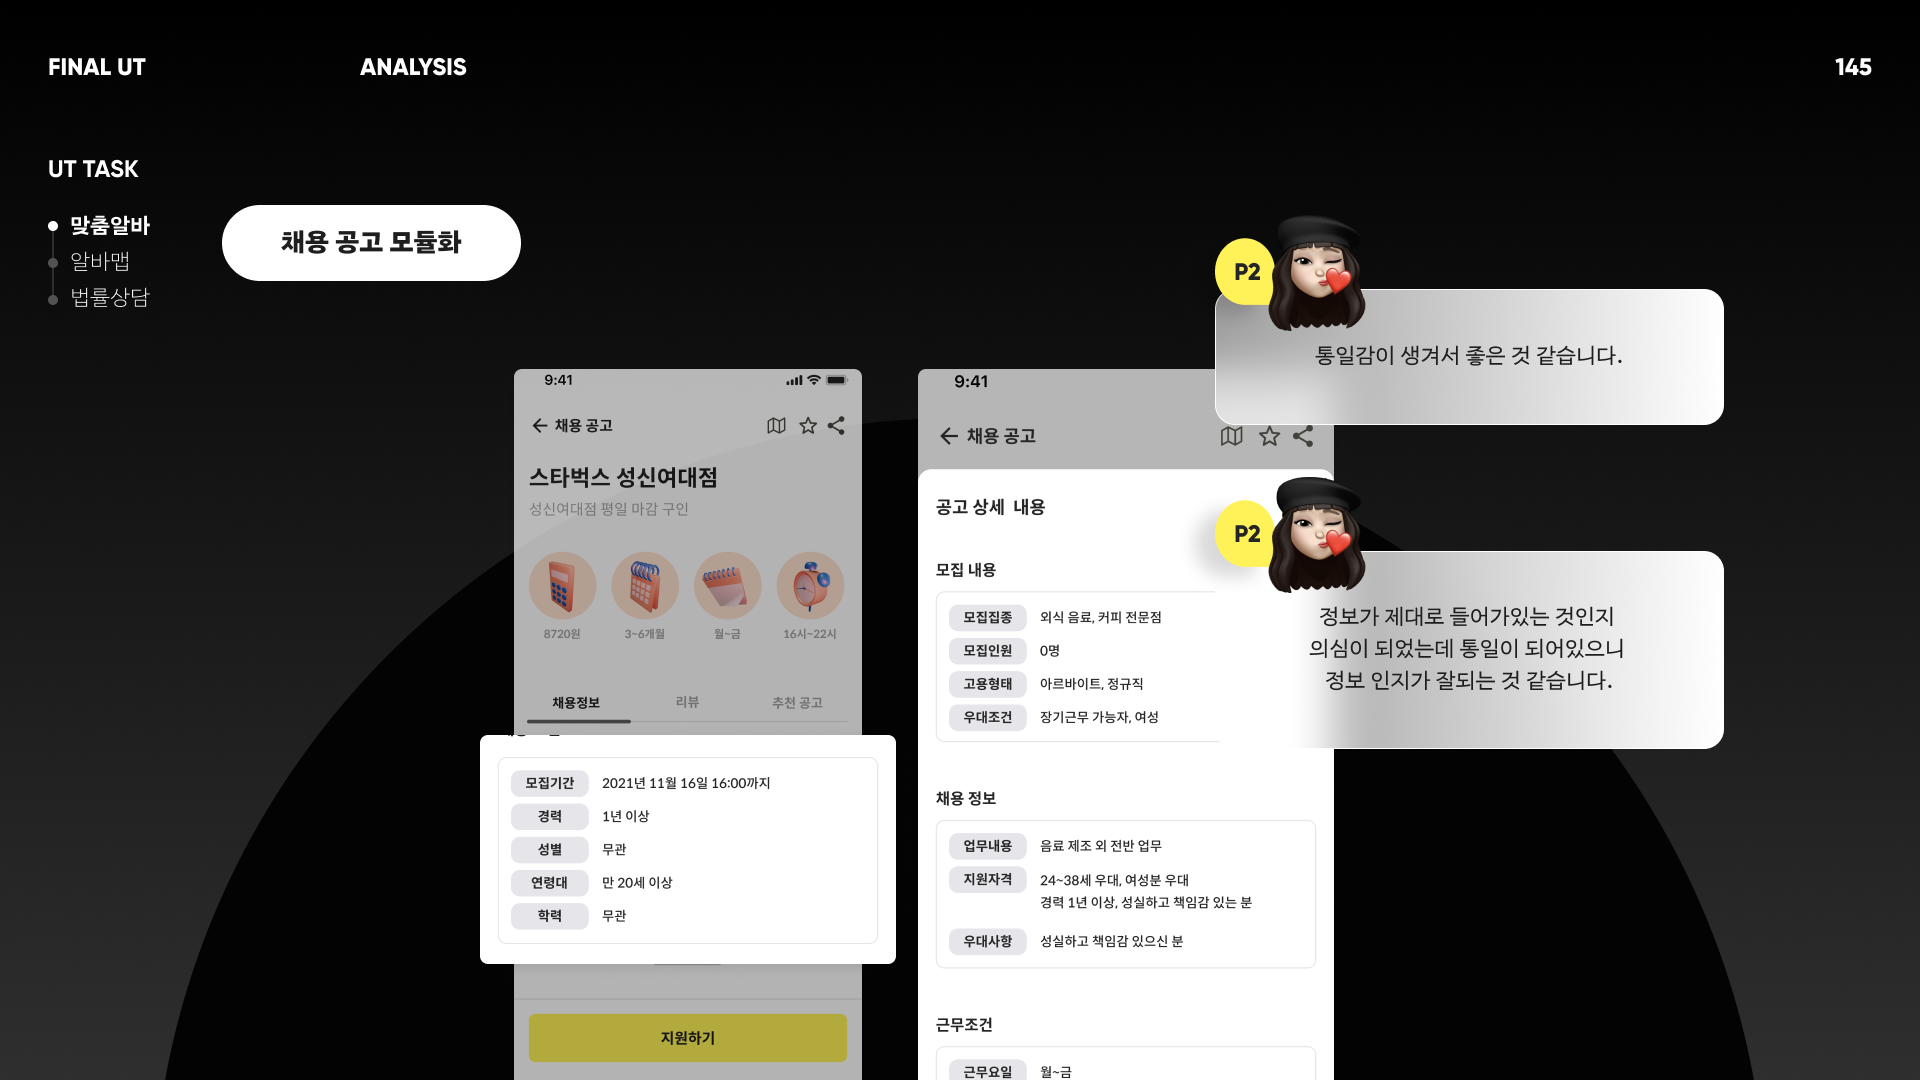 FINAL UT
ANALYSIS
145
UT TASK
맞춤알바
알바맵
법률상담
채용 공고 모듈화
9:41
채용 공고
스타벅스 성신여대점
성신여대점 평일 마감 구인
8720원
3~6개월
월~금
16시~22시
채용정보
리뷰
추천 공고
모집기간 2021년 11월 16일 16:00까지
경력 1년 이상
성별 무관
연령대 만 20세 이상
학력 무관
지원하기
9:41
채용 공고
공고 상세 내용
모집 내용
모집집종 외식 음료, 커피 전문점
모집인원 0명
고용형태 아르바이트, 정규직
우대조건 장기근무 가능자, 여성
채용 정보
업무내용 음료 제조 외 전반 업무
지원자격 24~38세 우대, 여성분 우대
경력 1년 이상, 성실하고 책임감 있는 분
우대사항 성실하고 책임감 있으신 분
근무조건
근무요일 월~금
P2
통일감이 생겨서 좋은 것 같습니다.
P2
정보가 제대로 들어가있는 것인지
의심이 되었는데 통일이 되어있으니
정보 인지가 잘되는 것 같습니다.